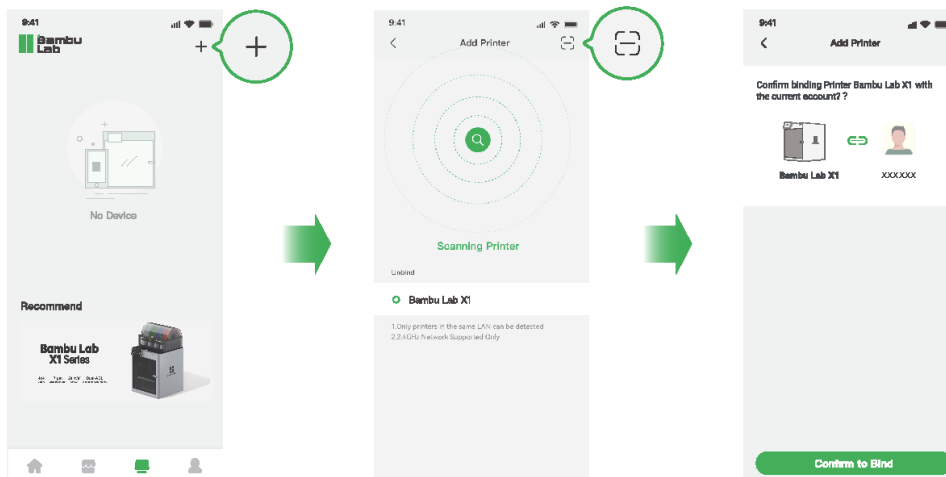 9:41
Bambu
Lab
No Device
Recommend
Bambu Lab
X1 Series
9:41
Add Printer
Scanning Printer
Unbind
Bambu Lab X1
1.Only printers in the same LAN can be detected
2.2.4GHz Network Supported Only
9:41
Add Printer
Confirm binding Printer Bambu Lab X1 with
the current account? ?
Bambu Lab X1
XXXXXX
Confirm to Bind